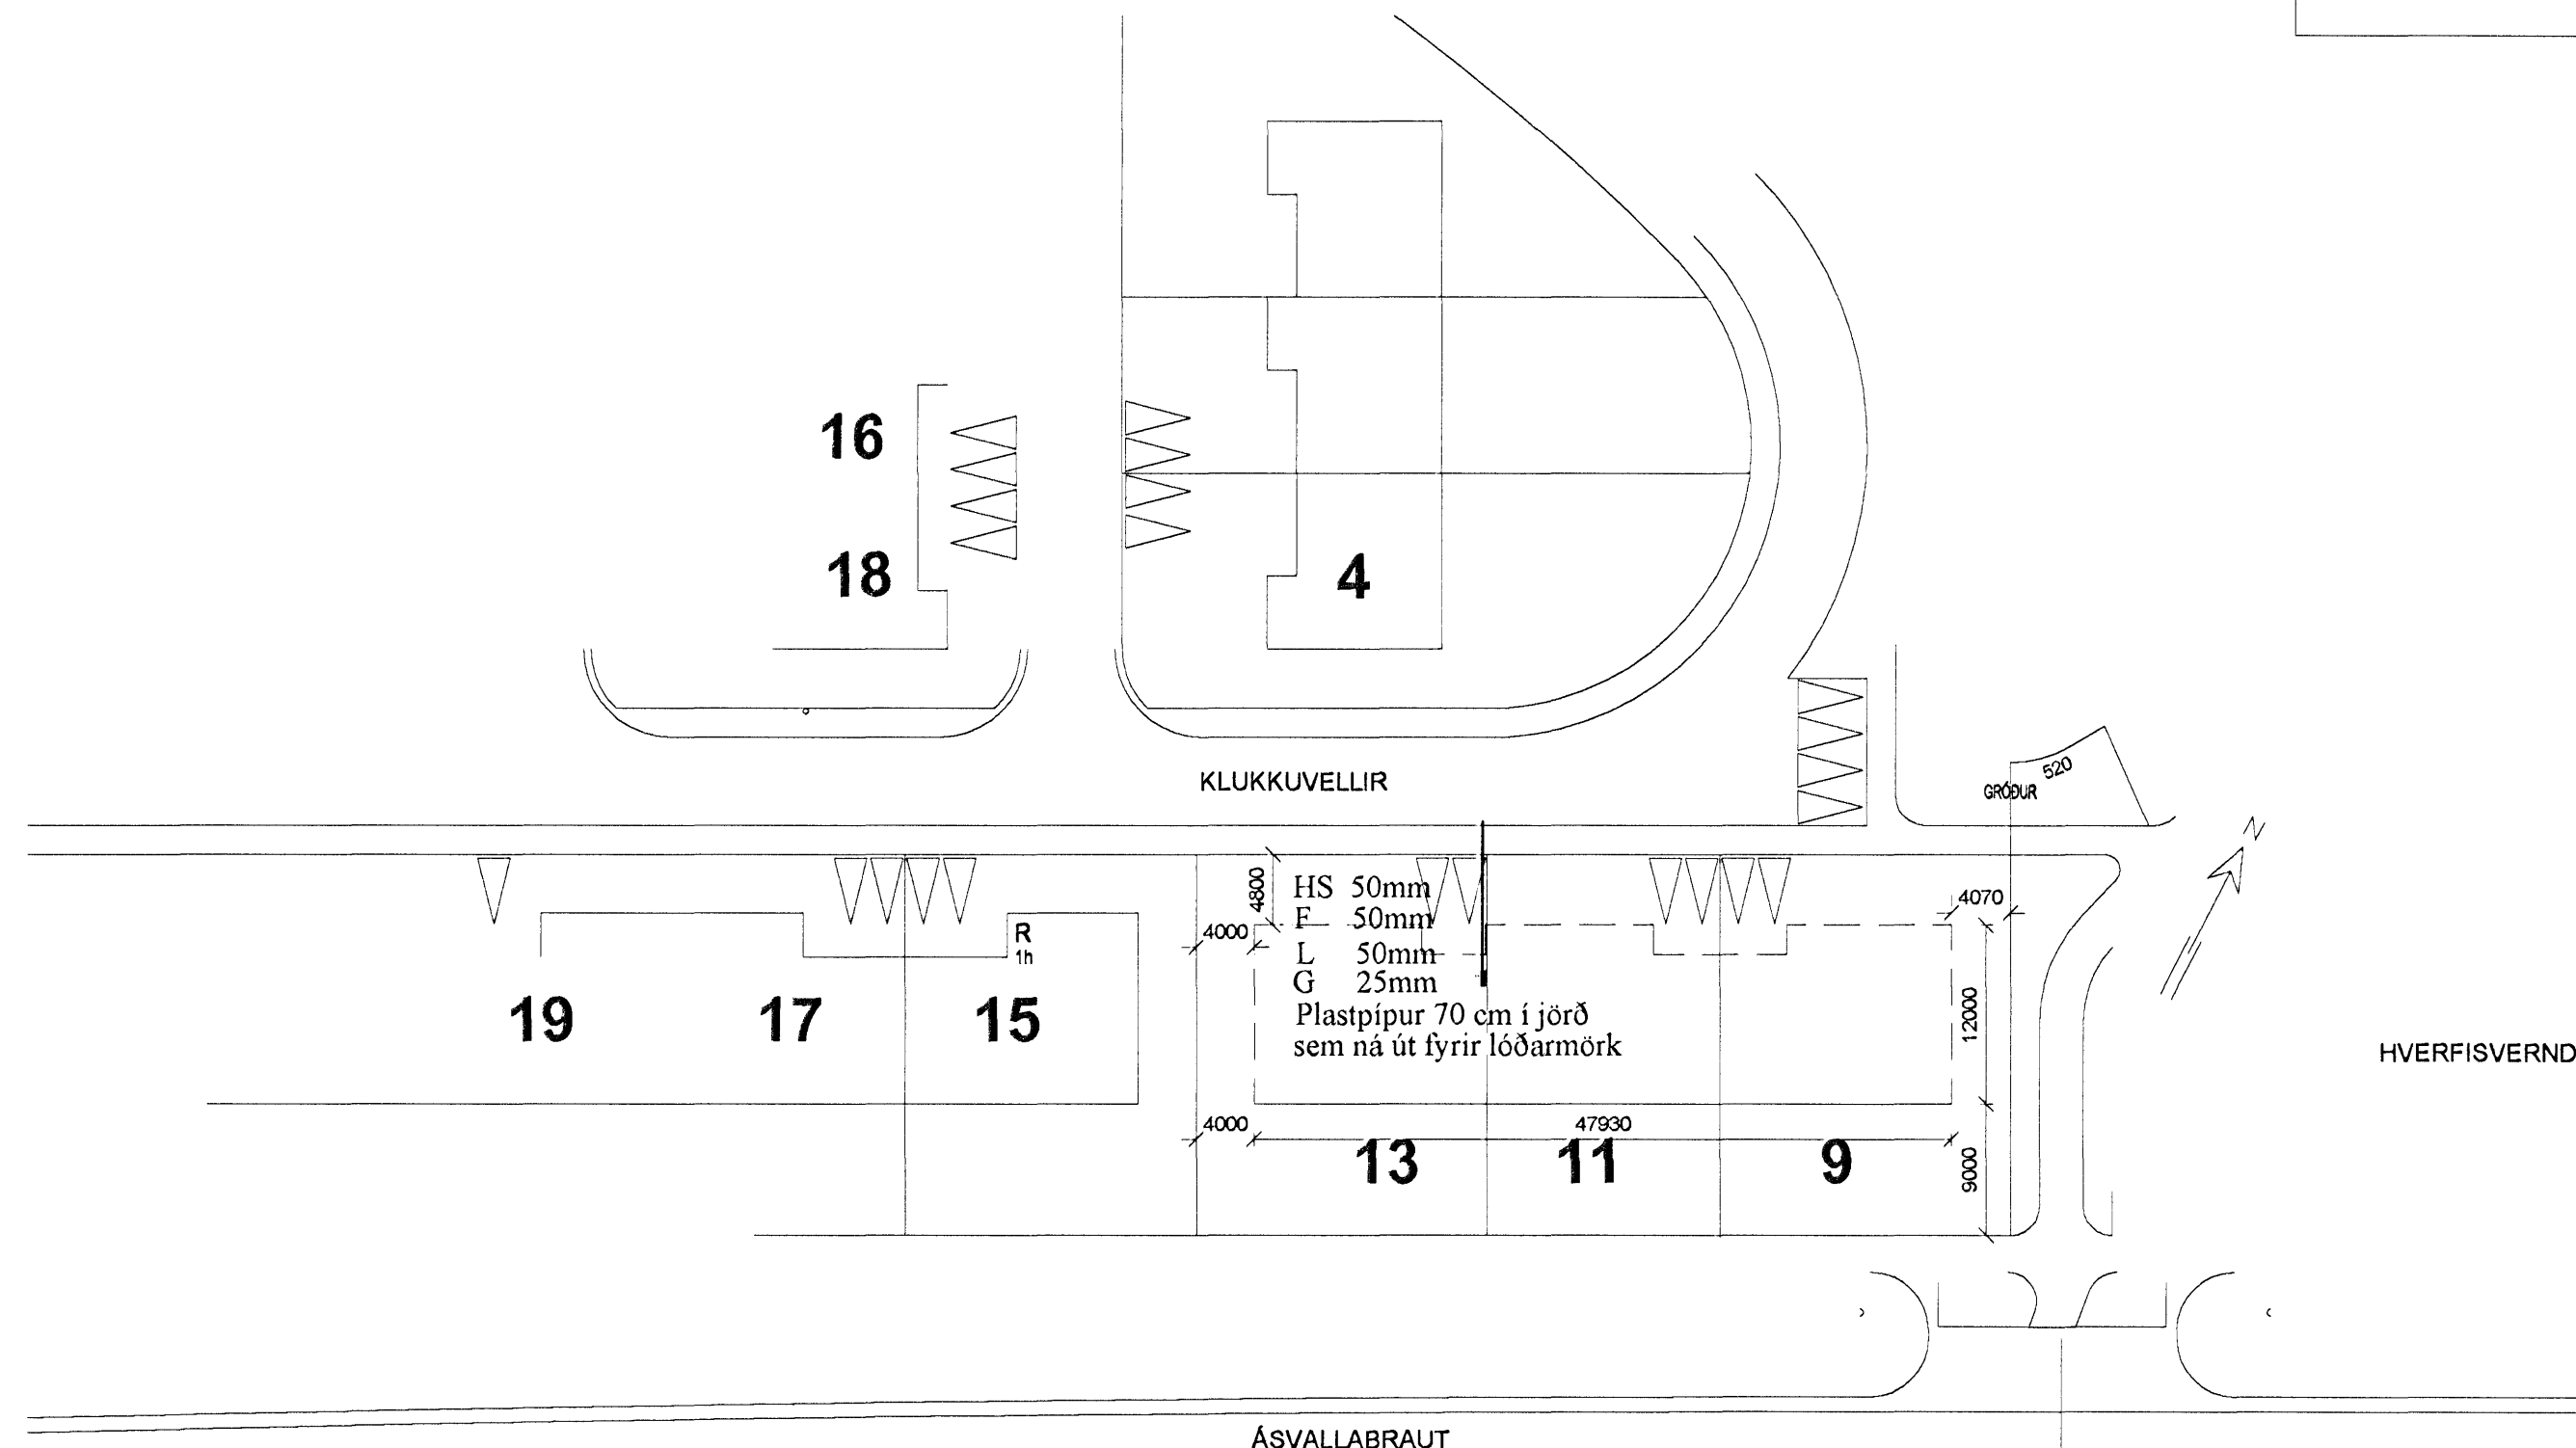 16
18
4
KLUKKUVELLIR
520
GRÓÐUR
N
4800
HS 50mm
F 50mm
L 50mm
G 25mm
Plastpípur 70 cm í jörð
sem ná út fyrir lóðarmörk
4000
4070
R
1h
19
17
15
12000
HVERFISVERND
4000
47930
13
11
9
9000
ÁSVALLABRAUT